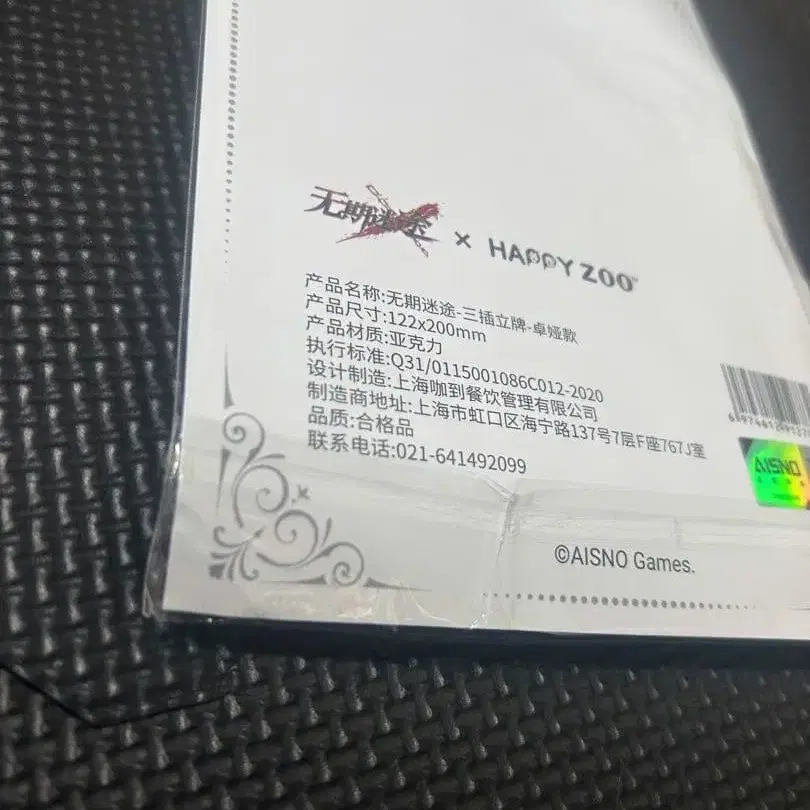 无期迷途 × HAPPY ZOO™
产品名称:无期迷途-三插立牌-卓娅款
产品尺寸:122x200mm
产品材质:亚克力
执行标准:Q31/0115001086C012-2020
设计制造:上海咖到餐饮管理有限公司
制造商地址:上海市虹口区海宁路137号7层F座767J室
品质:合格品
联系电话:021-641492099
AISNO
©AISNO Games.